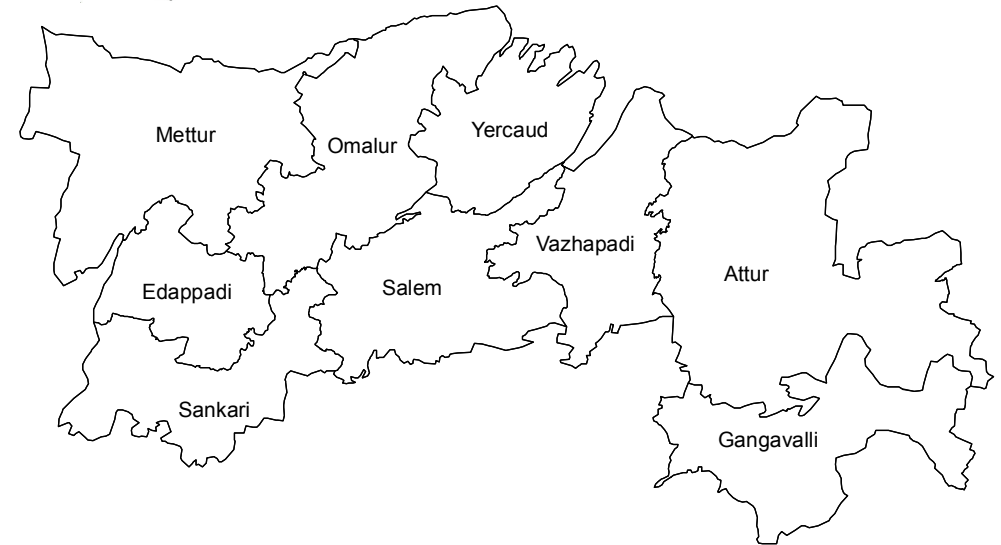 Yercaud
Mettur
Omalur
Vazhapadi
Attur
Salem
Edappadi
Sankari
Gangavalli